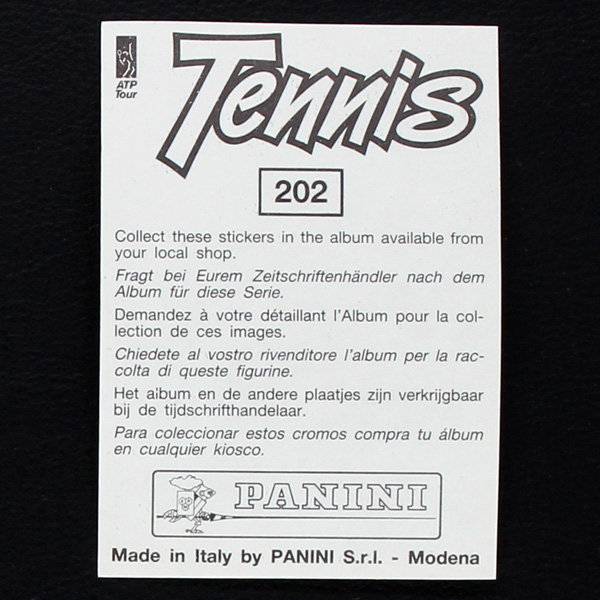 ATP
Tour
Tennis
202
Collect these stickers in the album available from
your local shop.
Fragt bei Eurem Zeitschriftenhändler nach dem
Album für diese Serie.
Demandez à votre détaillant l'Album pour la col-
lection de ces images.
Chiedete al vostro rivenditore l'album per la rac-
colta di queste figurine.
Het album en de andere plaatjes zijn verkrijgbaar
bij de tijdschrifthandelaar.
Para coleccionar estos cromos compra tu álbum
en cualquier kiosco.
PANINI
Made in Italy by PANINI S.r.l. - Modena